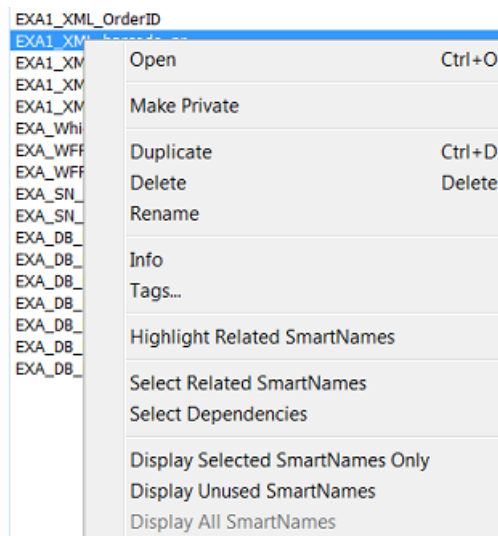 EXA1_XML_OrderID
EXA1_XML_barcode
EXA1_XM
EXA1_XM
EXA1_XM
EXA_Whi
EXA_WFF
EXA_WFF
EXA_SN_
EXA_SN_
EXA_DB_
EXA_DB_
EXA_DB_
EXA_DB_
EXA_DB_
EXA_DB_
EXA_DB_
Open Ctrl+O
Make Private
Duplicate Ctrl+D
Delete Delete
Rename
Info
Tags...
Highlight Related SmartNames
Select Related SmartNames
Select Dependencies
Display Selected SmartNames Only
Display Unused SmartNames
Display All SmartNames